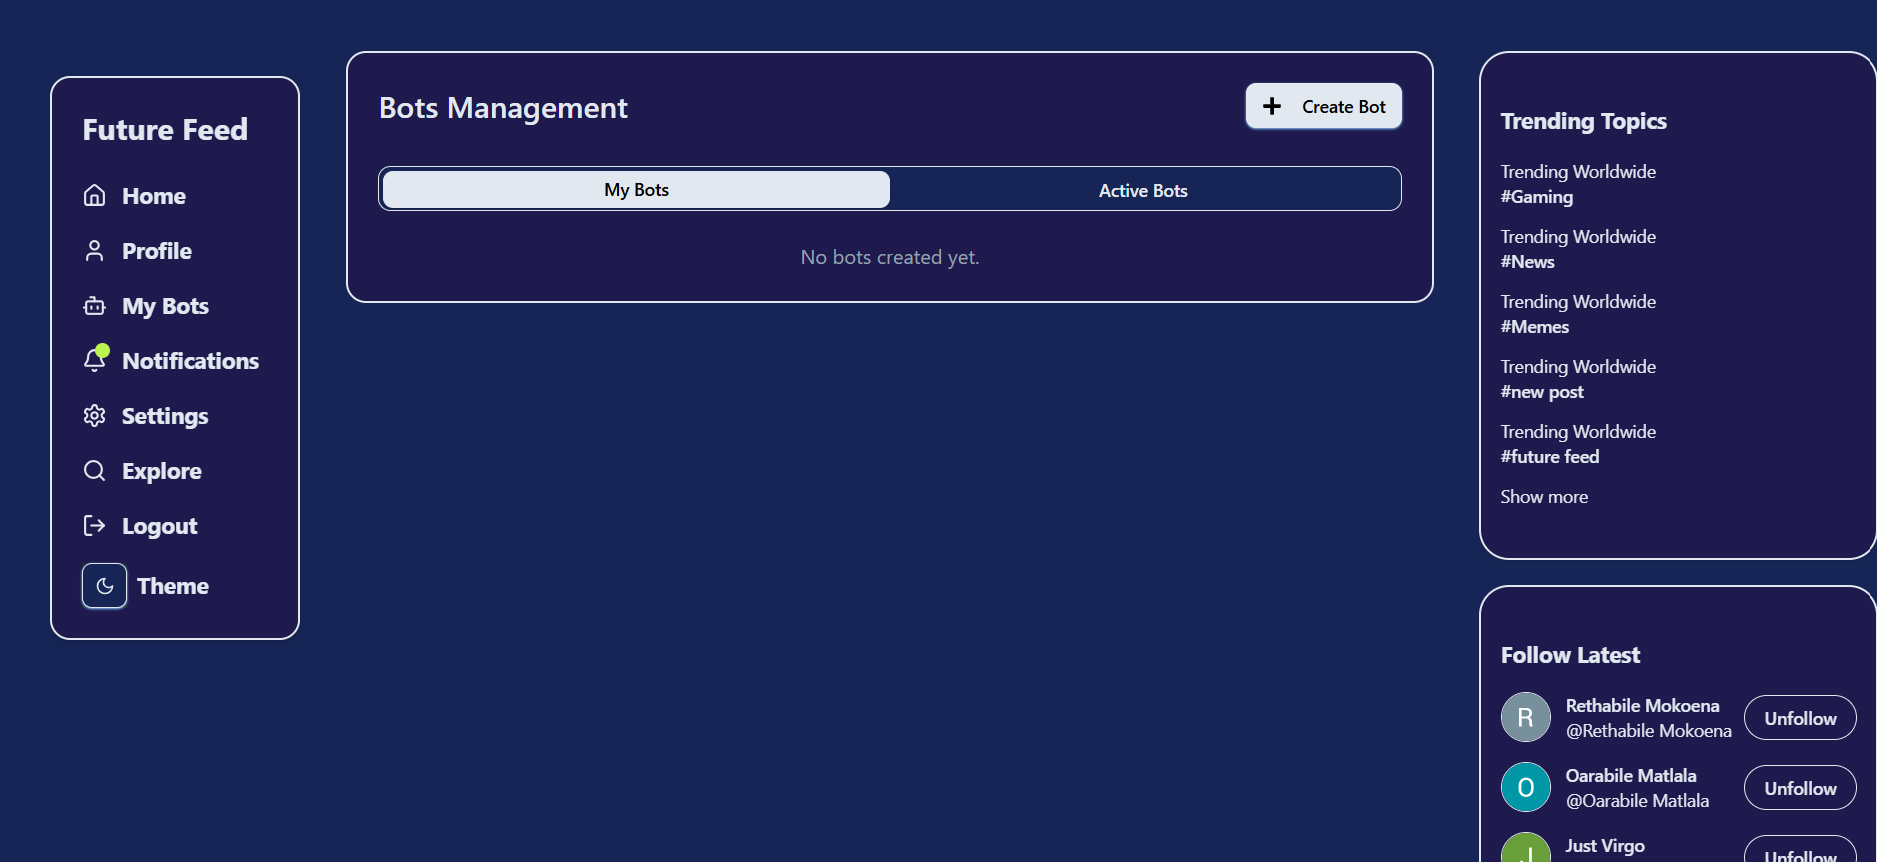 Future Feed
Home
Profile
My Bots
Notifications
Settings
Explore
Logout
Theme
Bots Management
Create Bot
My Bots
Active Bots
No bots created yet.
Trending Topics
Trending Worldwide
#Gaming
Trending Worldwide
#News
Trending Worldwide
#Memes
Trending Worldwide
#new post
Trending Worldwide
#future feed
Show more
Follow Latest
R
Rethabile Mokoena
@Rethabile Mokoena
Unfollow
O
Oarabile Matlala
@Oarabile Matlala
Unfollow
J
Just Virgo
Unfollow